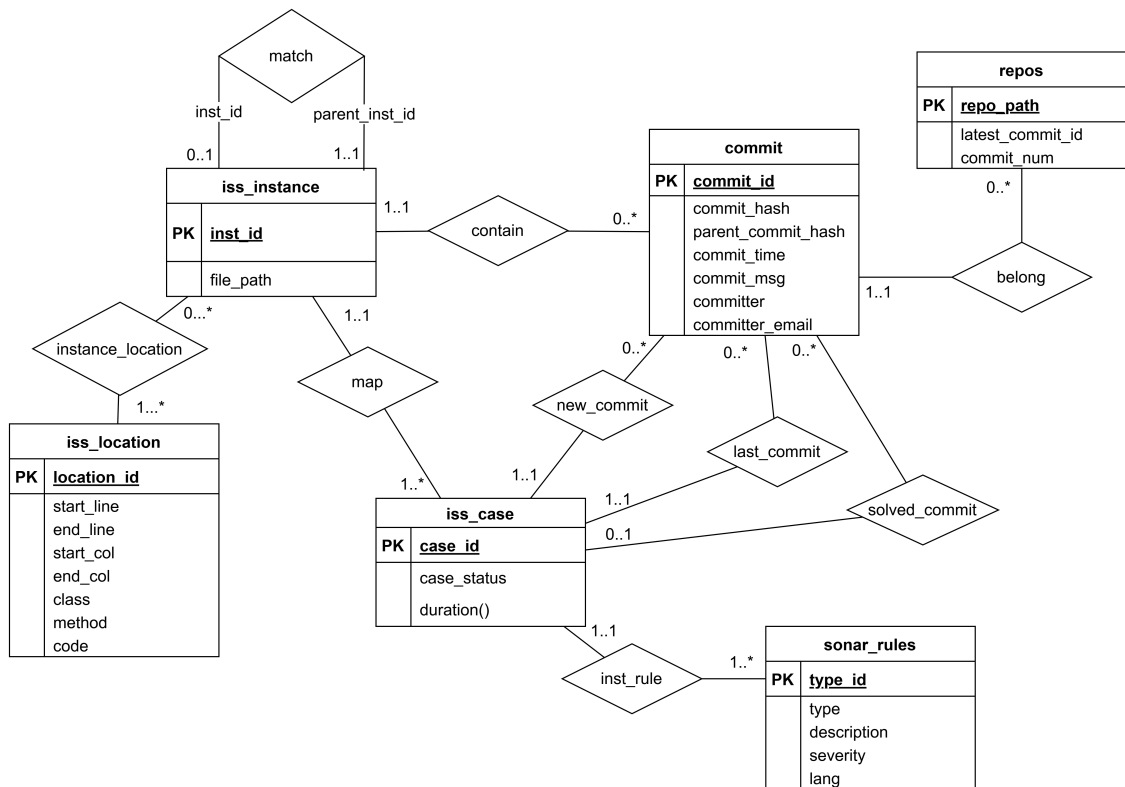 match
inst_id
parent_inst_id
0..1
1..1
iss_instance
PK
inst_id
file_path
1..1
contain
0..*
commit
PK
commit_id
commit_hash
parent_commit_hash
commit_time
commit_msg
committer
committer_email
repos
PK
repo_path
latest_commit_id
commit_num
0..*
belong
1..1
0...*
instance_location
1...*
iss_location
PK
location_id
start_line
end_line
start_col
end_col
class
method
code
1..1
map
1..*
0..*
new_commit
1..1
0..*
last_commit
1..1
0..*
solved_commit
0..1
iss_case
PK
case_id
case_status
duration()
1..1
inst_rule
1..*
sonar_rules
PK
type_id
type
description
severity
lang